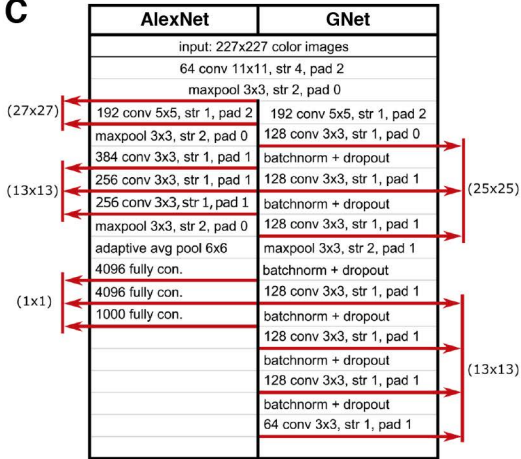 C
AlexNet GNet
input: 227x227 color images
64 conv 11x11, str 4, pad 2
maxpool 3x3, str 2, pad 0
(27x27) 192 conv 5x5, str 1, pad 2 192 conv 5x5, str 1, pad 2
maxpool 3x3, str 2, pad 0 128 conv 3x3, str 1, pad 0
384 conv 3x3, str 1, pad 1 batchnorm + dropout
(13x13) 256 conv 3x3, str 1, pad 1 128 conv 3x3, str 1, pad 1 (25x25)
256 conv 3x3, str 1, pad 1 batchnorm + dropout
maxpool 3x3, str 2, pad 0 128 conv 3x3, str 1, pad 1
adaptive avg pool 6x6 maxpool 3x3, str 2, pad 1
4096 fully con. batchnorm + dropout
(1x1) 4096 fully con. 128 conv 3x3, str 1, pad 1
1000 fully con. batchnorm + dropout
128 conv 3x3, str 1, pad 1
batchnorm + dropout (13x13)
128 conv 3x3, str 1, pad 1
batchnorm + dropout
64 conv 3x3, str 1, pad 1